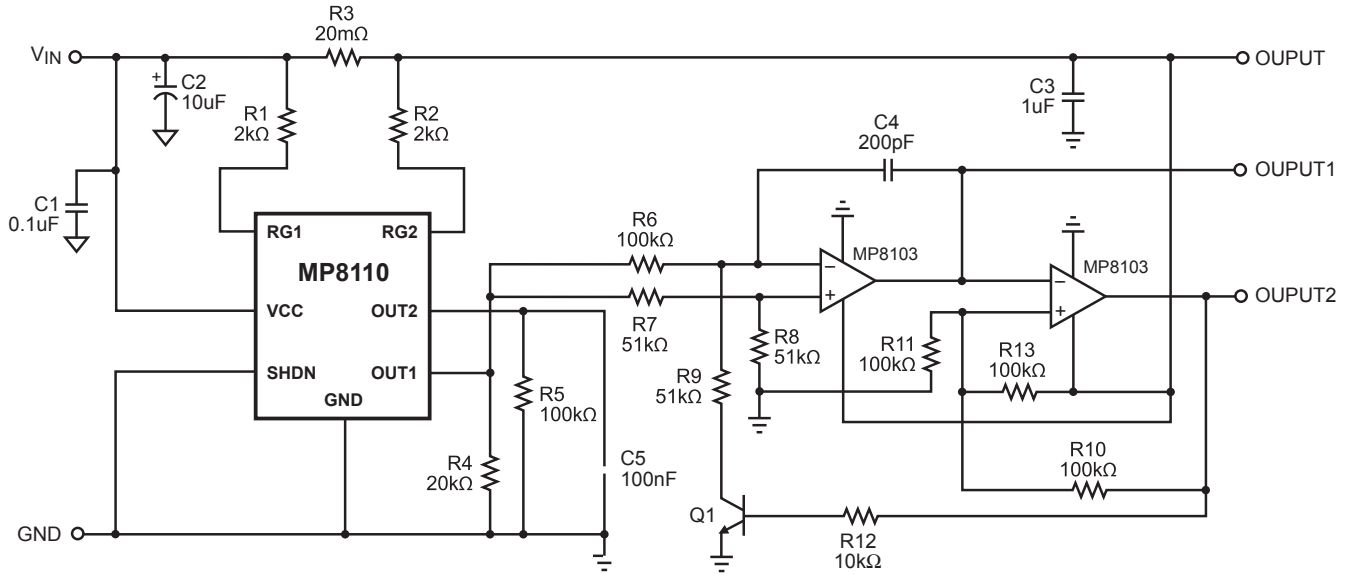 R3
20mΩ
VIN
OUPUT
C2
10uF
+
R1
2kΩ
R2
2kΩ
C3
1uF
C4
200pF
OUPUT1
C1
0.1uF
RG1
RG2
MP8110
VCC
OUT2
SHDN
OUT1
GND
R6
100kΩ
R7
51kΩ
MP8103
−
+
MP8103
−
+
OUPUT2
R8
51kΩ
R11
100kΩ
R13
100kΩ
R9
51kΩ
R5
100kΩ
R4
20kΩ
C5
100nF
R10
100kΩ
Q1
R12
10kΩ
GND